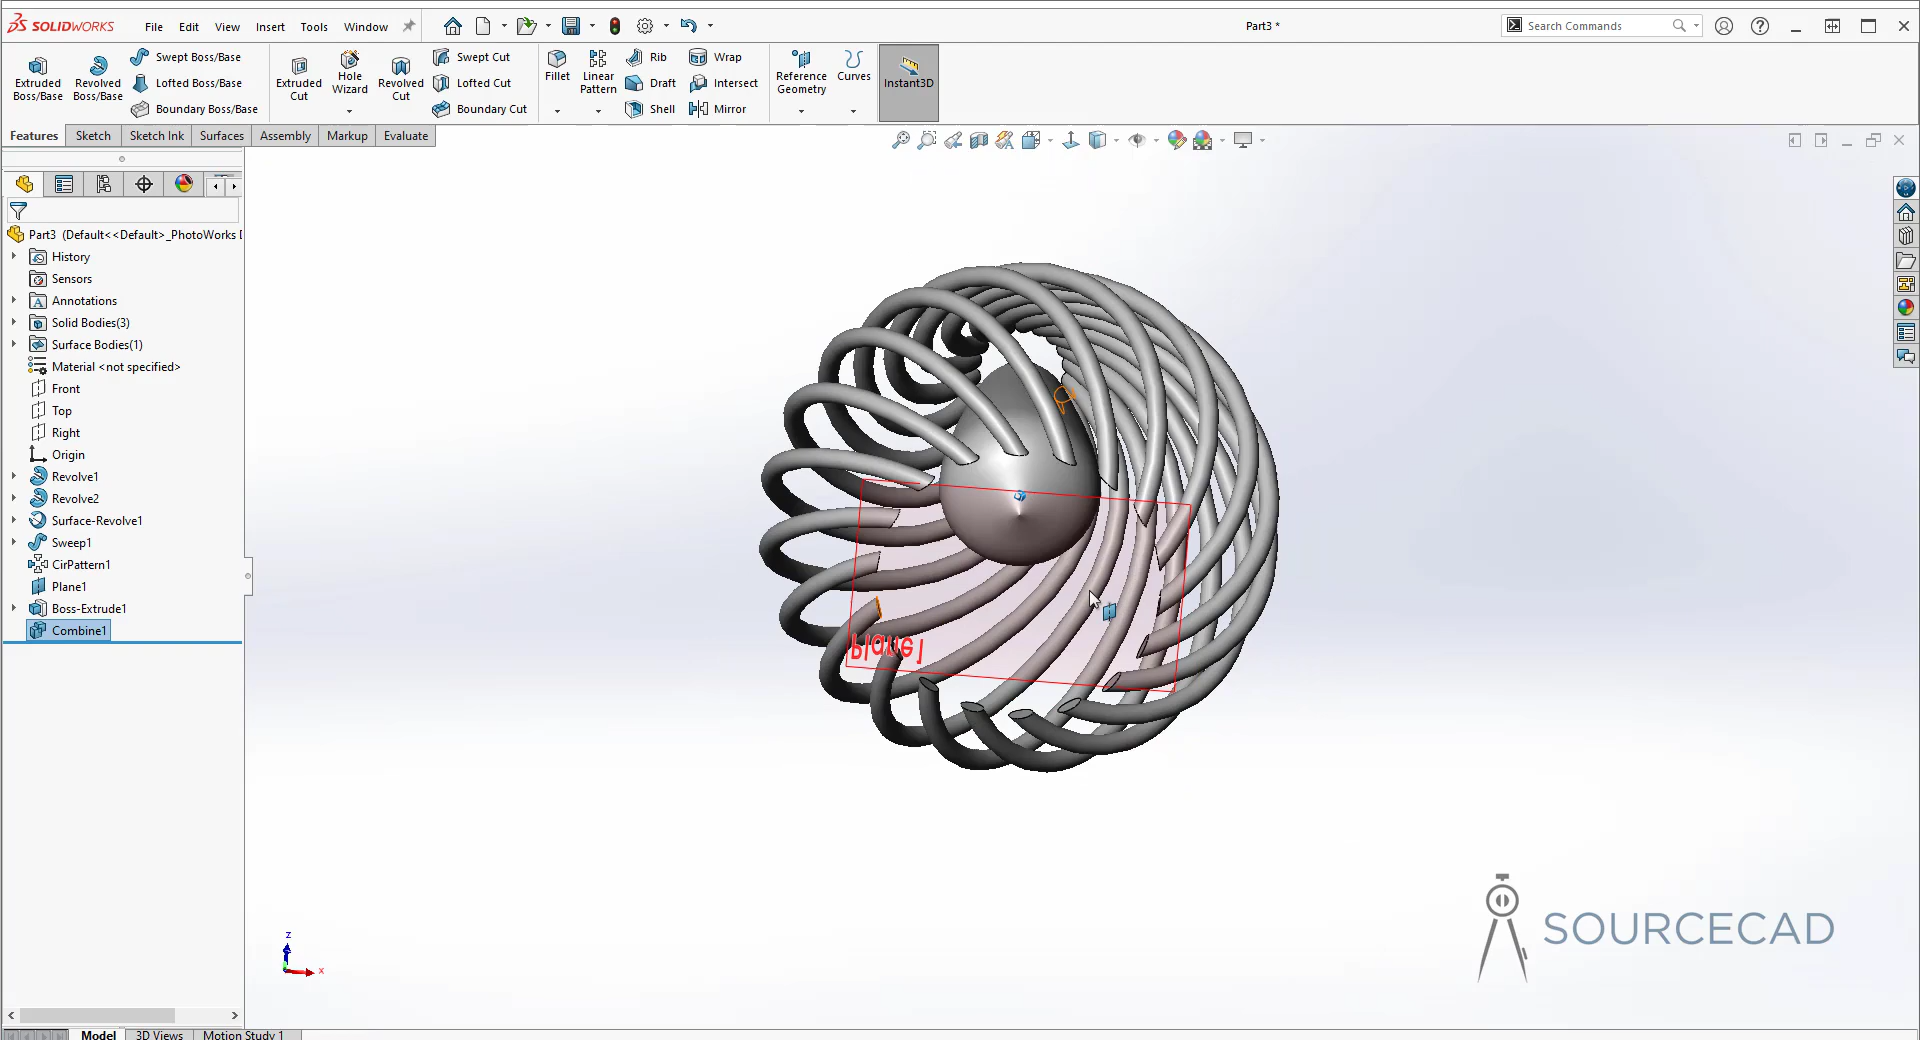 SOLIDWORKS File Edit View Insert Tools Window Part3 * Search Commands
Extruded Boss/Base
Revolved Boss/Base
Swept Boss/Base
Lofted Boss/Base
Boundary Boss/Base
Extruded Cut
Hole Wizard
Revolved Cut
Swept Cut
Lofted Cut
Boundary Cut
Fillet
Linear Pattern
Rib
Draft
Shell
Wrap
Intersect
Mirror
Reference Geometry
Curves
Instant3D
Features Sketch Sketch Ink Surfaces Assembly Markup Evaluate
Part3 (Default<<Default>_PhotoWorks
History
Sensors
Annotations
Solid Bodies(3)
Surface Bodies(1)
Material <not specified>
Front
Top
Right
Origin
Revolve1
Revolve2
Surface-Revolve1
Sweep1
CirPattern1
Plane1
Boss-Extrude1
Combine1
Plane1
z
x
SOURCECAD
Model 3D Views Motion Study 1